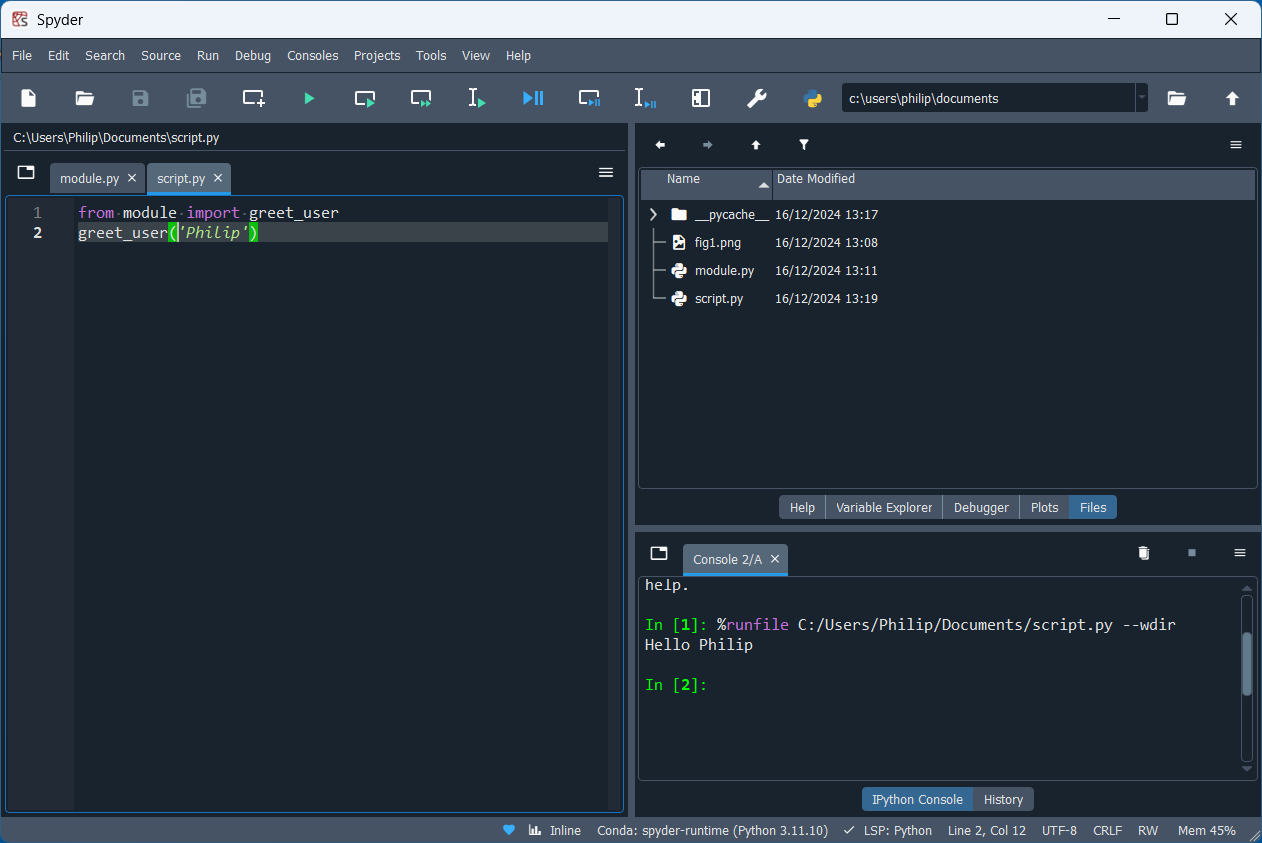 Spyder
File Edit Search Source Run Debug Consoles Projects Tools View Help
c:\users\philip\documents
C:\Users\Philip\Documents\script.py
module.py script.py
1 from module import greet_user
2 greet_user('Philip')
Name Date Modified
__pycache__ 16/12/2024 13:17
fig1.png 16/12/2024 13:08
module.py 16/12/2024 13:11
script.py 16/12/2024 13:19
Help Variable Explorer Debugger Plots Files
Console 2/A
help.
In [1]: %runfile C:/Users/Philip/Documents/script.py --wdir
Hello Philip
In [2]:
IPython Console History
Inline Conda: spyder-runtime (Python 3.11.10) LSP: Python Line 2, Col 12 UTF-8 CRLF RW Mem 45%